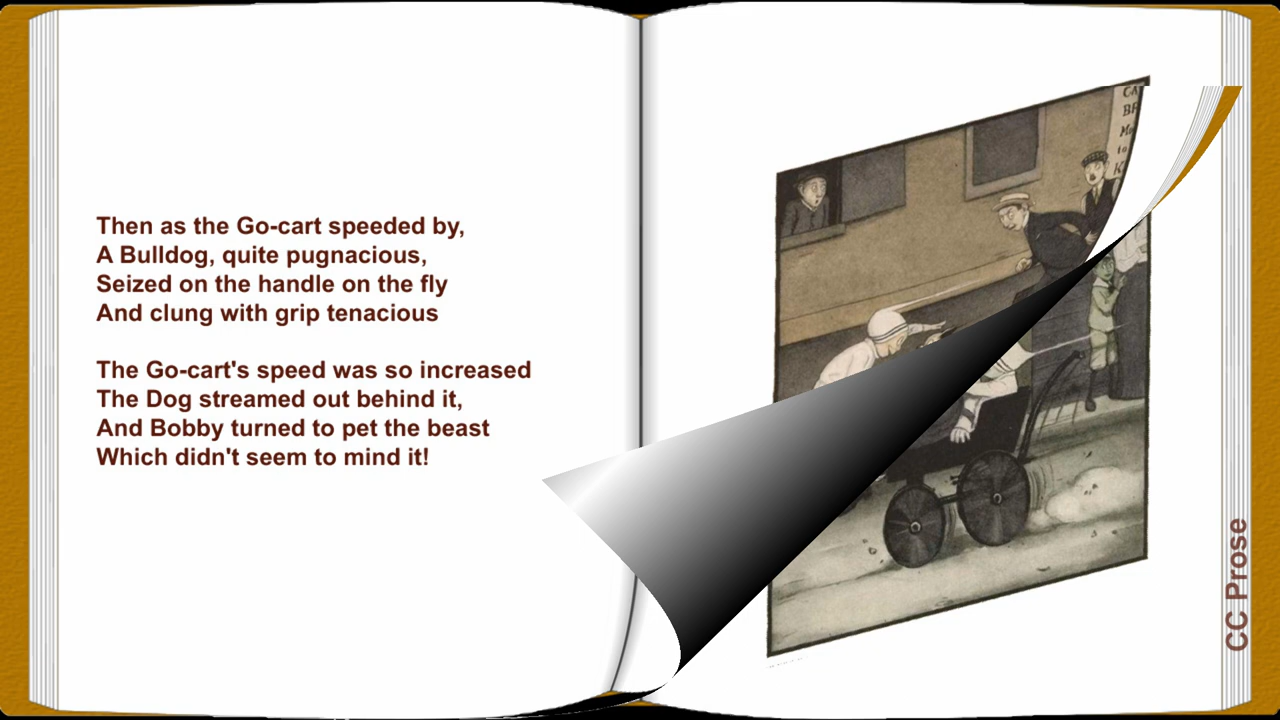 Then as the Go-cart speeded by,
A Bulldog, quite pugnacious,
Seized on the handle on the fly
And clung with grip tenacious
The Go-cart's speed was so increased
The Dog streamed out behind it,
And Bobby turned to pet the beast
Which didn't seem to mind it!
to
CC Prose